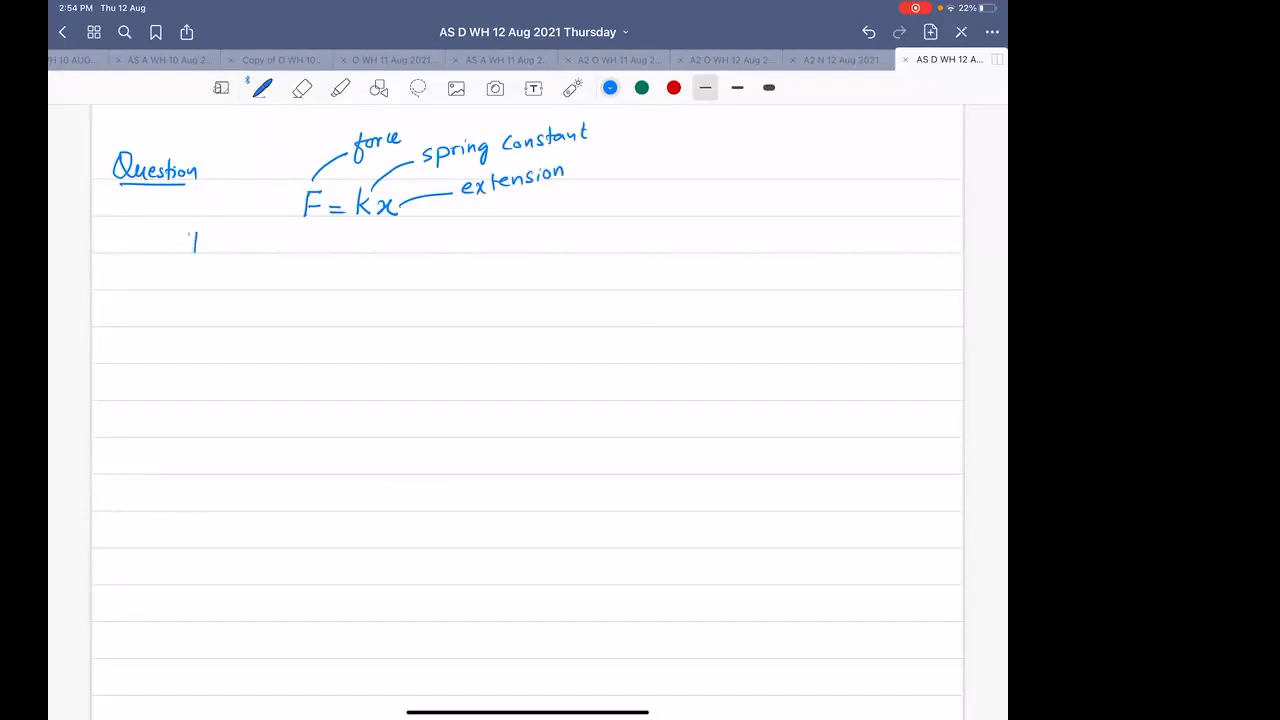 2:54 PM Thu 12 Aug
22%
AS D WH 12 Aug 2021 Thursday
H 10 AUG...
AS A WH 10 Aug 2...
Copy of O WH 10...
O WH 11 Aug 2021...
AS A WH 11 Aug 2...
A2 O WH 11 Aug 2...
A2 O WH 12 Aug 2...
A2 N 12 Aug 2021...
AS D WH 12 A...
T
force
spring constant
Question
extension
F = kx